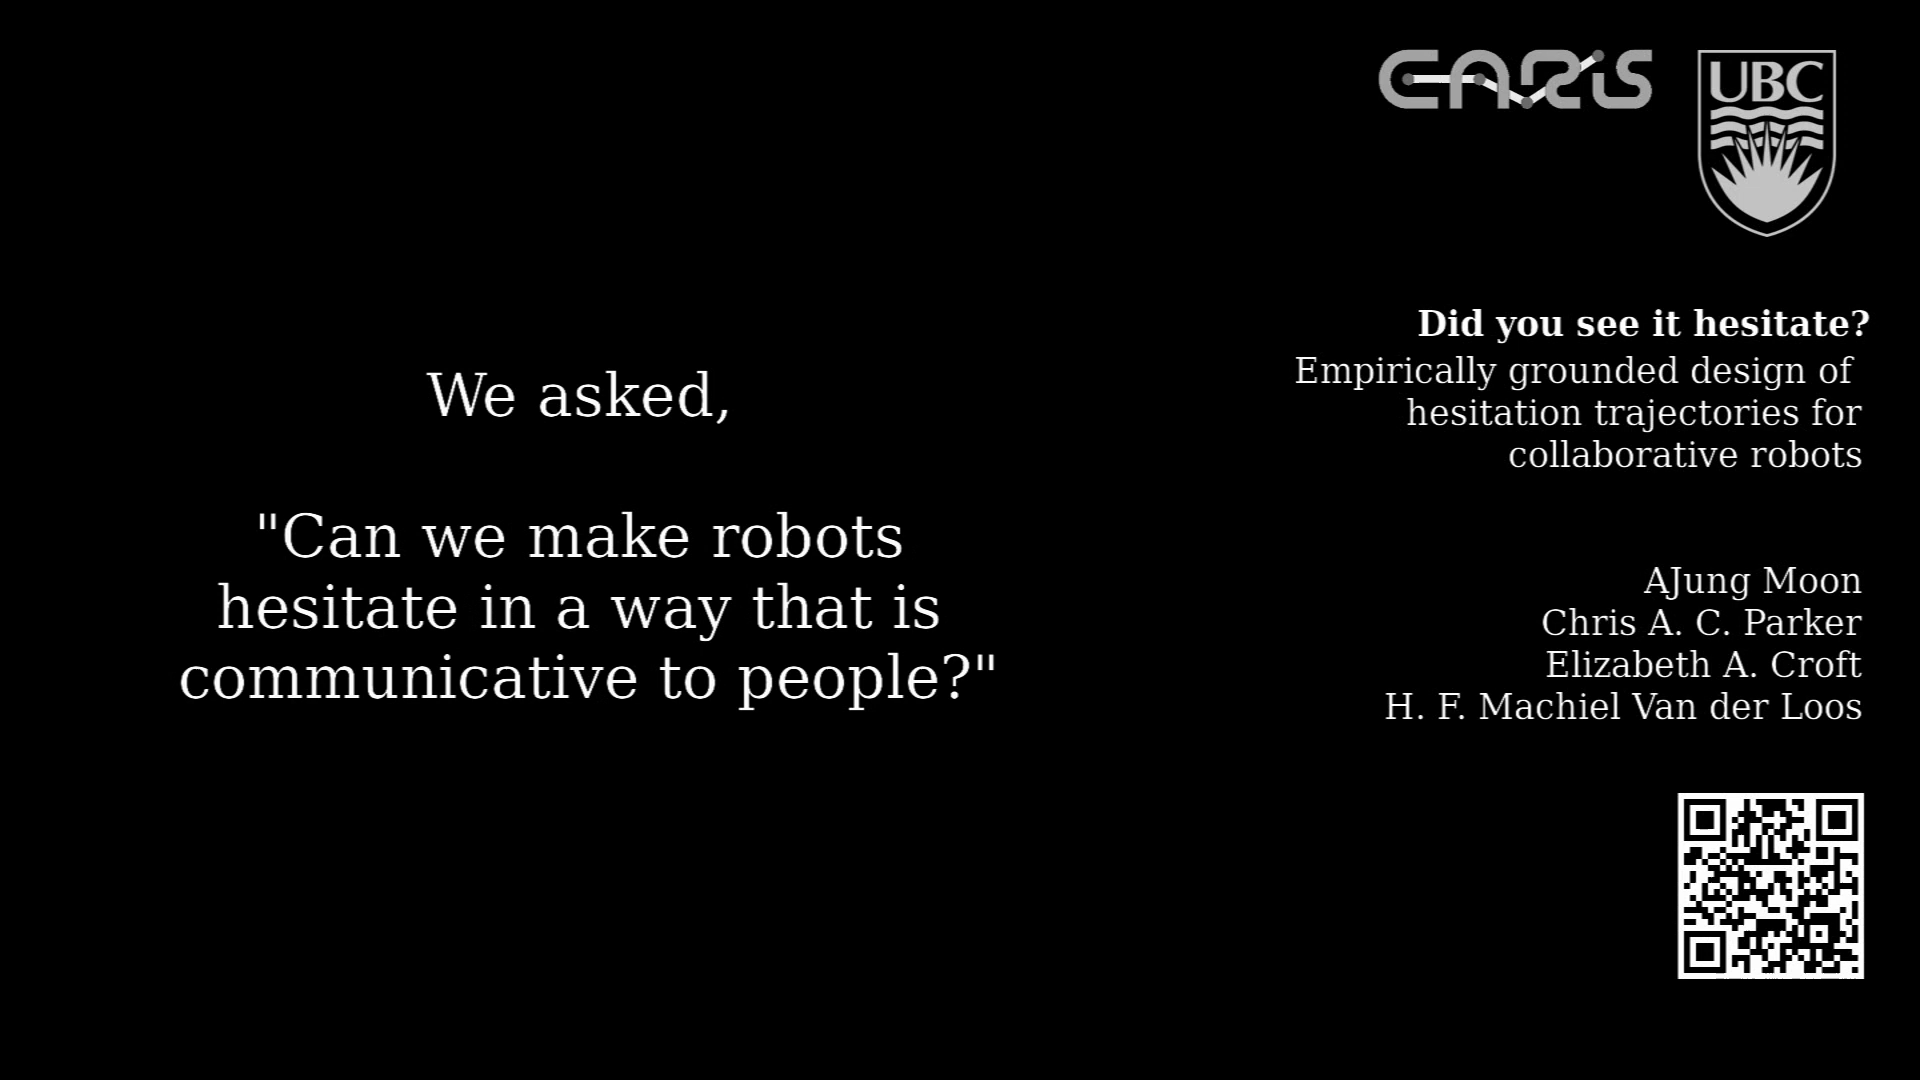 CARIS
UBC
We asked,
"Can we make robots
hesitate in a way that is
communicative to people?"
Did you see it hesitate?
Empirically grounded design of
hesitation trajectories for
collaborative robots
AJung Moon
Chris A. C. Parker
Elizabeth A. Croft
H. F. Machiel Van der Loos